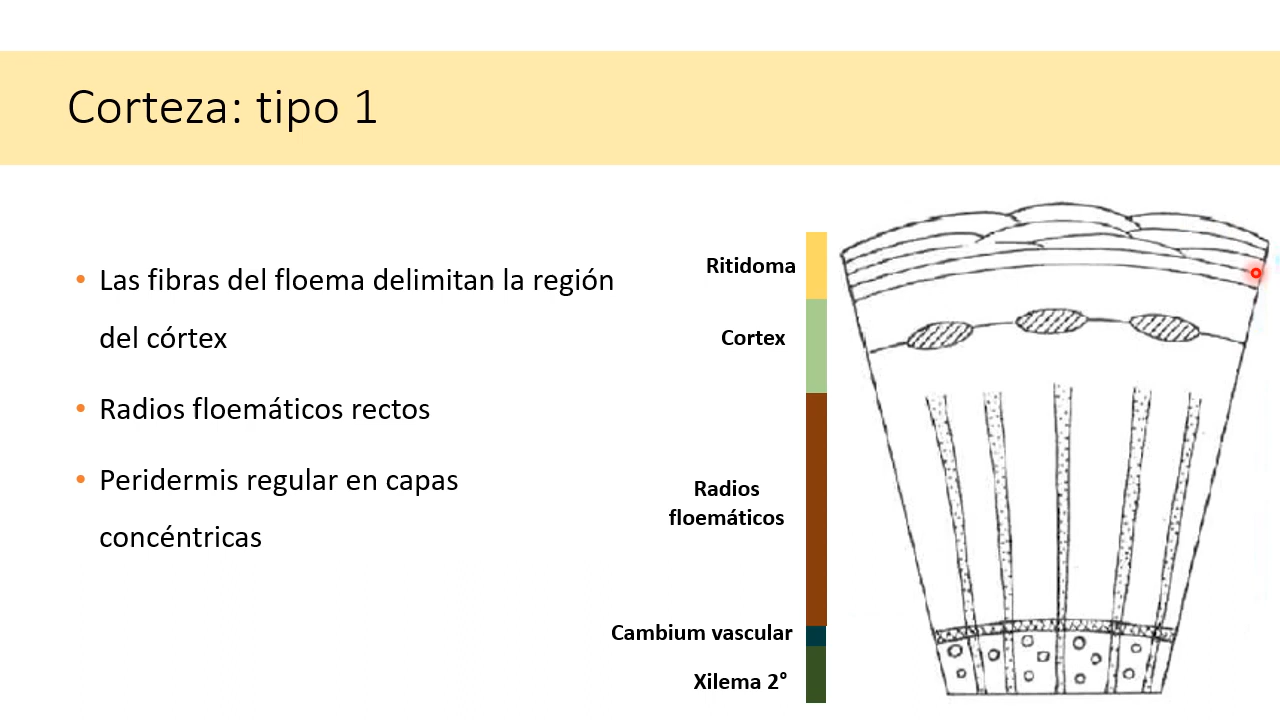 Corteza: tipo 1
• Las fibras del floema delimitan la región
del córtex
• Radios floemáticos rectos
• Peridermis regular en capas
concéntricas
Ritidoma
Cortex
Radios
floemáticos
Cambium vascular
Xilema 2°